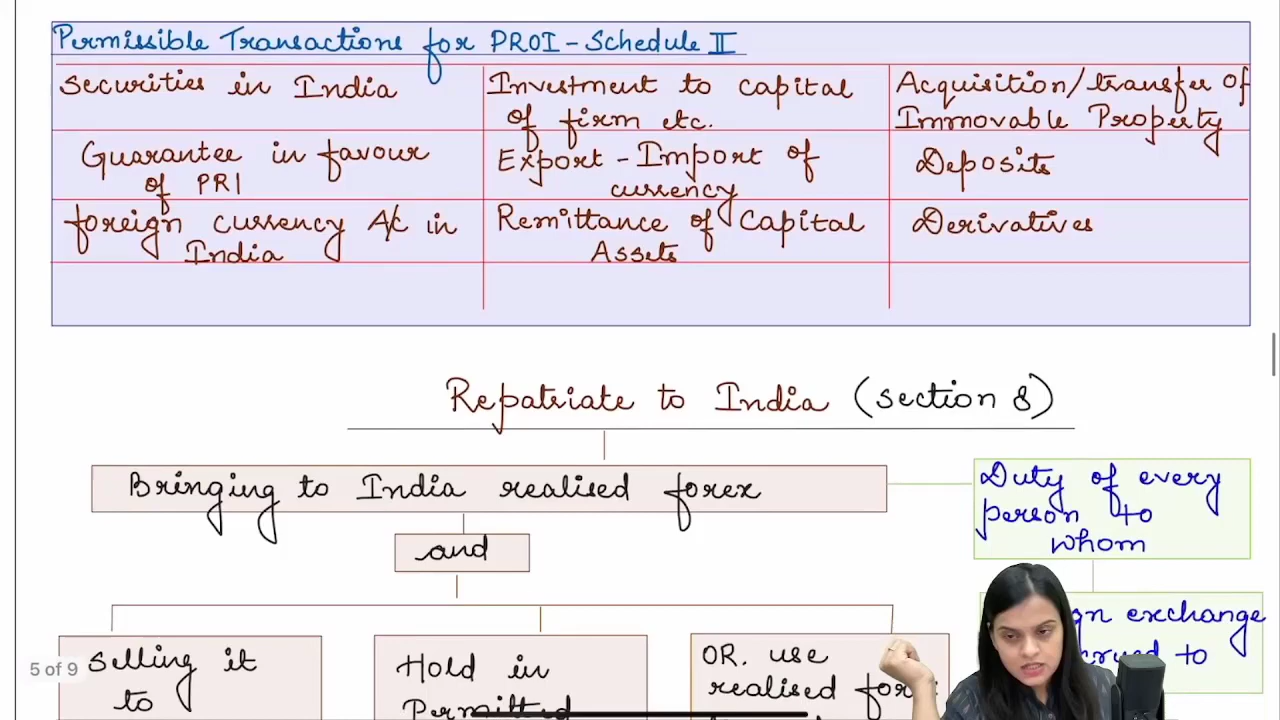 Permissible Transactions for PROI - Schedule II
Securities in India
Investment to capital
of firm etc.
Acquisition/transfer of
Immovable Property
Guarantee in favour
of PRI
Export - Import of
currency
Deposits
foreign currency A/c in
India
Remittance of Capital
Assets
Derivatives
Repatriate to India (section 8)
Bringing to India realised forex
Duty of every
person to
whom
and
exchange
to
Selling it
to
Hold in
Permitted
OR. use
realised
5 of 9